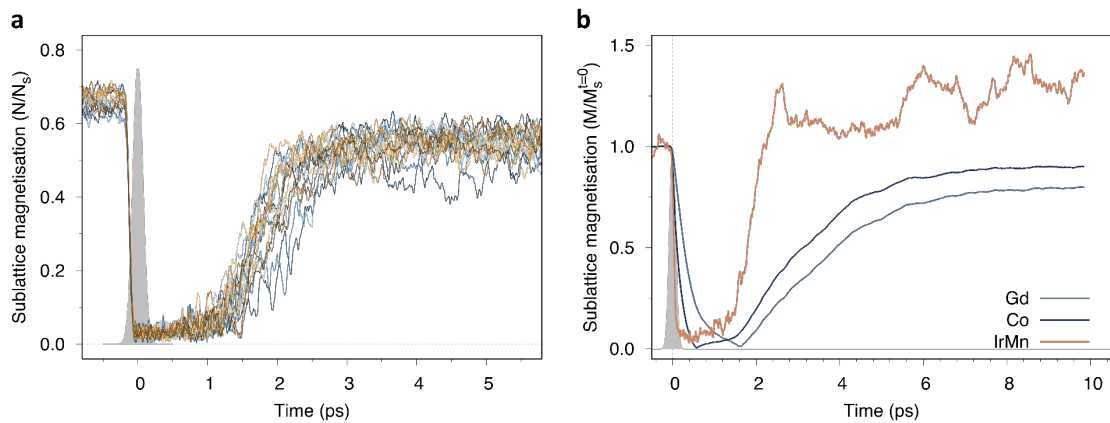 a
Sublattice magnetisation (N/Ns)
0.8
0.6
0.4
0.2
0.0
0 1 2 3 4 5
Time (ps)
b
Sublattice magnetisation (M/Ms^t=0)
1.5
1.0
0.5
0.0
Gd
Co
IrMn
0 2 4 6 8 10
Time (ps)